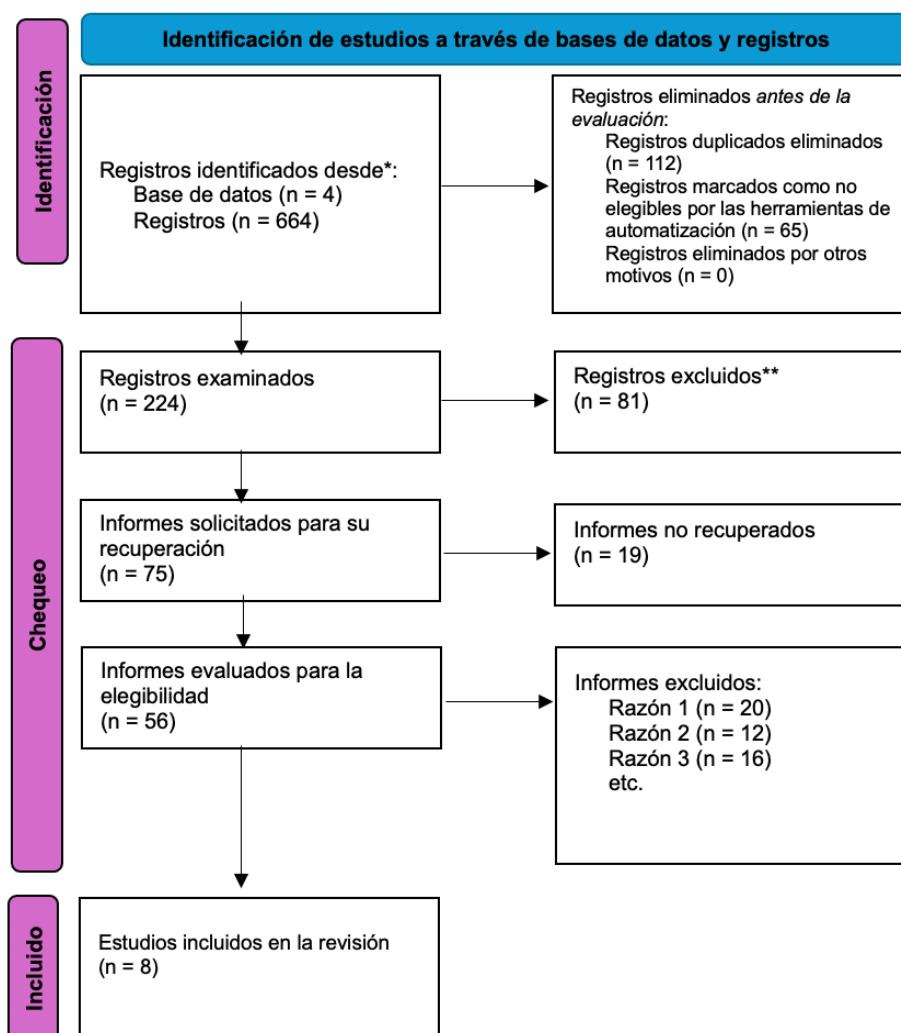 Identificación de estudios a través de bases de datos y registros
Identificación
Registros identificados desde*:
Base de datos (n = 4)
Registros (n = 664)
Registros eliminados antes de la
evaluación:
Registros duplicados eliminados
(n = 112)
Registros marcados como no
elegibles por las herramientas de
automatización (n = 65)
Registros eliminados por otros
motivos (n = 0)
Chequeo
Registros examinados
(n = 224)
Registros excluidos**
(n = 81)
Informes solicitados para su
recuperación
(n = 75)
Informes no recuperados
(n = 19)
Informes evaluados para la
elegibilidad
(n = 56)
Informes excluidos:
Razón 1 (n = 20)
Razón 2 (n = 12)
Razón 3 (n = 16)
etc.
Incluido
Estudios incluidos en la revisión
(n = 8)